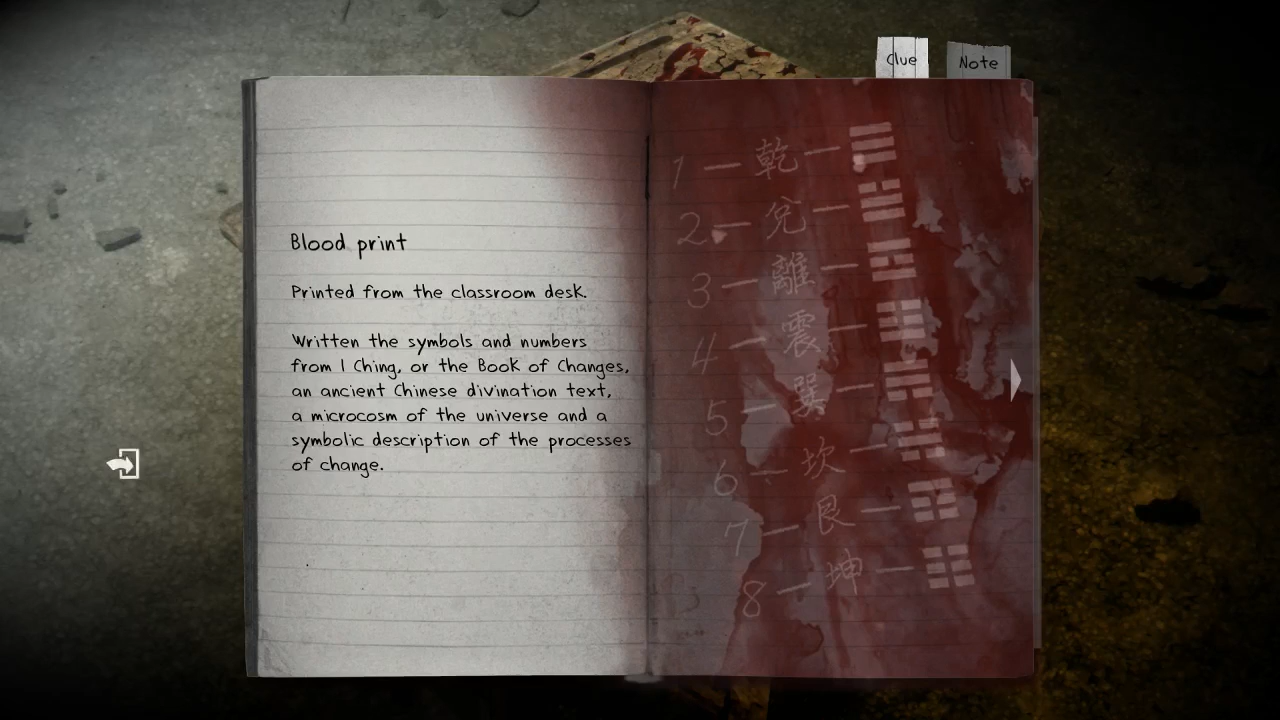 Clue
Note
Blood print
Printed from the classroom desk.
Written the symbols and numbers
from I Ching, or the Book of Changes,
an ancient Chinese divination text,
a microcosm of the universe and a
symbolic description of the processes
of change.
1 — 乾 — ☰
2 — 兌 — ☱
3 — 離 — ☲
4 — 震 — ☳
5 — 巽 — ☴
6 — 坎 — ☵
7 — 艮 — ☶
8 — 坤 — ☷